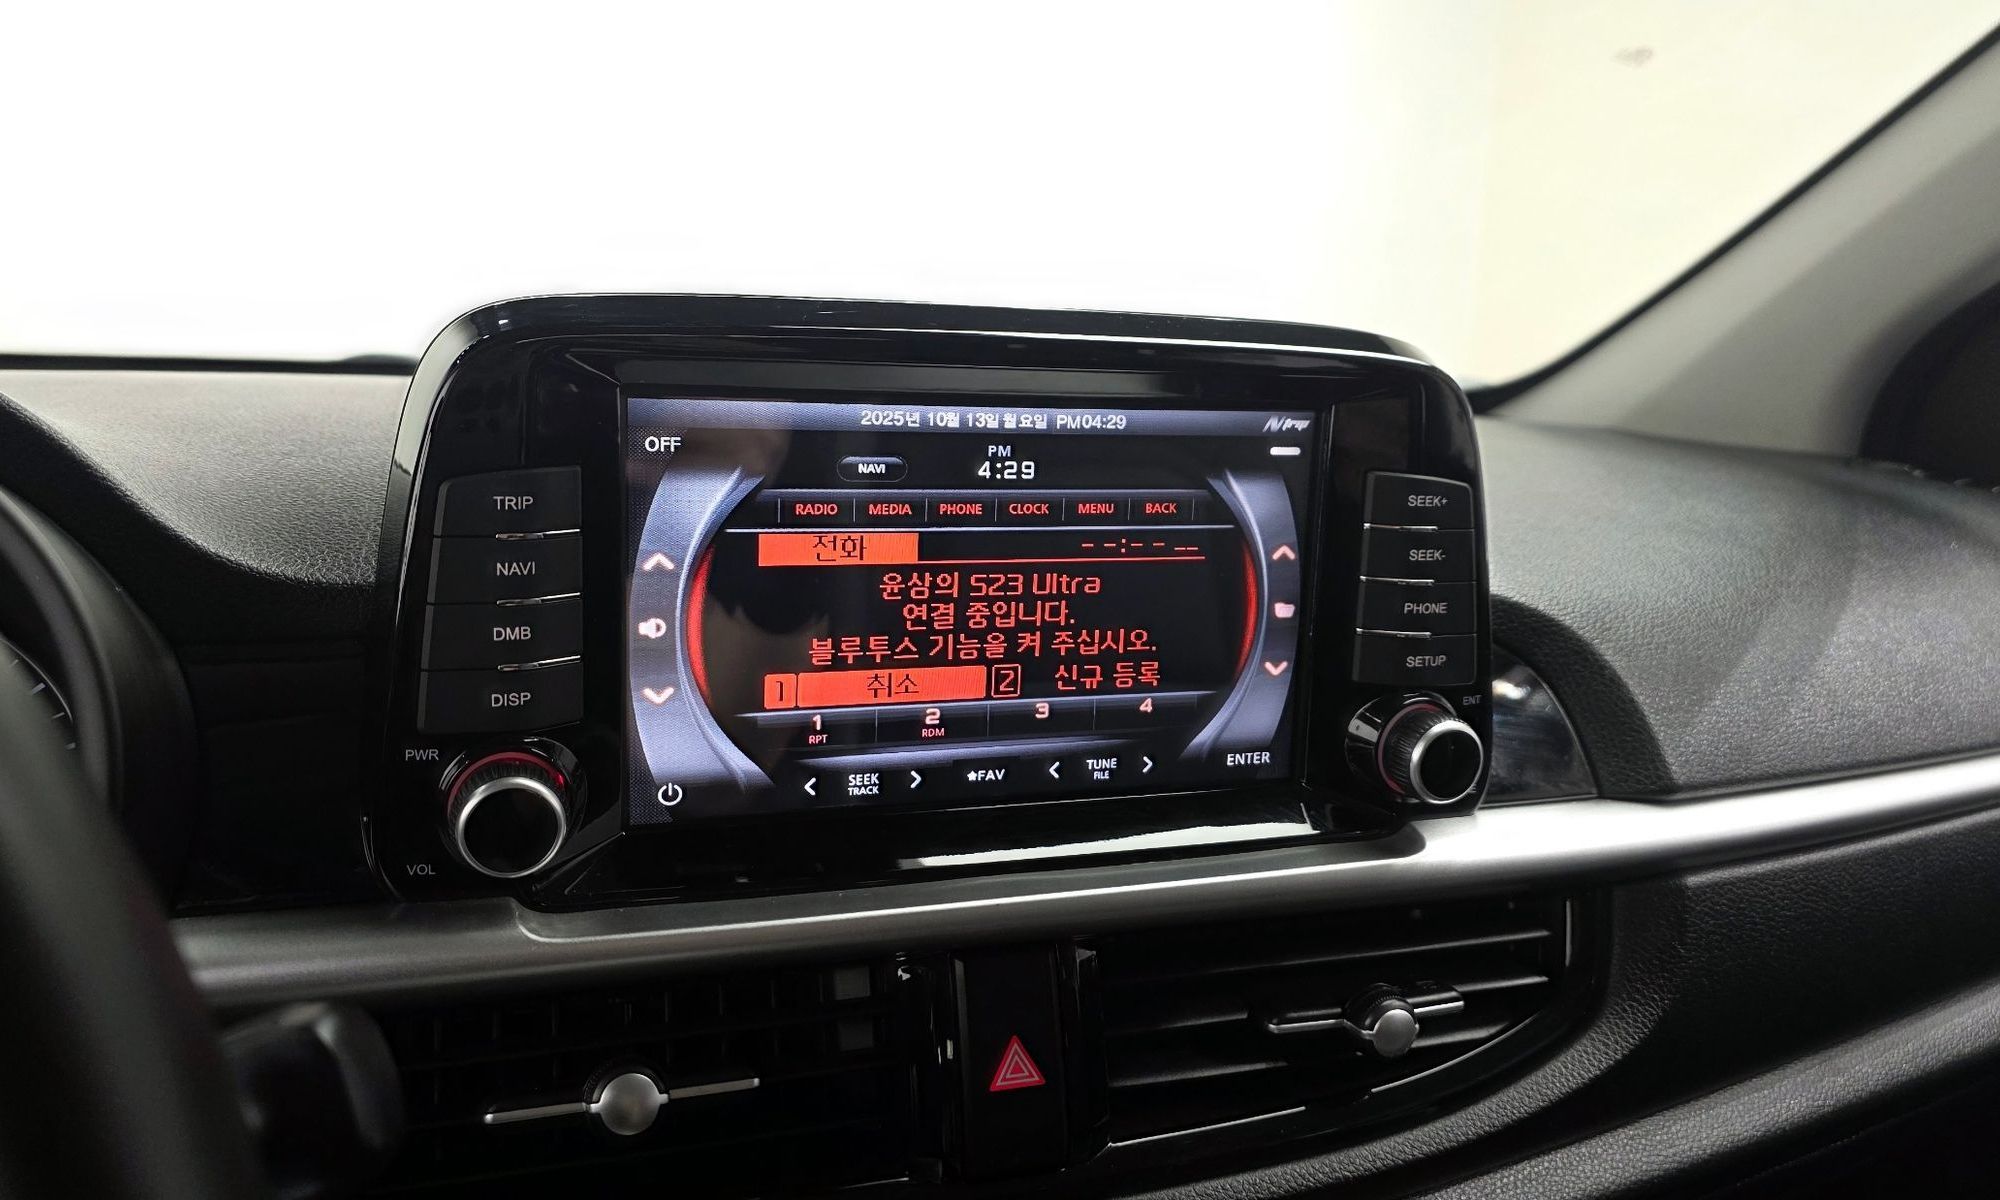 2025년 10월 13일 월요일 PM04:29
Ntrip
OFF
NAVI
PM
4:29
RADIO MEDIA PHONE CLOCK MENU BACK
전화 --:-- --
윤삼의 S23 Ultra
연결 중입니다.
블루투스 기능을 켜 주십시오.
1 취소 2 신규 등록
1 2 3 4
RPT RDM
SEEK
TRACK
★FAV
TUNE
FILE
ENTER
TRIP
NAVI
DMB
DISP
PWR
VOL
SEEK+
SEEK-
PHONE
SETUP
ENT